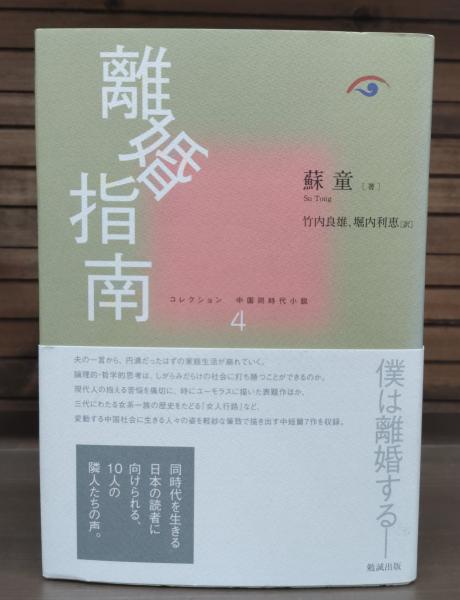 離婚指南
蘇童［著］
Su Tong
竹内良雄、堀内利恵［訳］
コレクション 中国同時代小説
4
夫の一言から、円満だったはずの家庭生活が崩れていく。
論理的・哲学的思考は、しがらみだらけの社会に打ち勝つことができるのか。
現代人の抱える苦悩を痛切に、時にユーモラスに描いた表題作ほか、
三代にわたる女系一族の歴史をたどる「女人行路」など、
変動する中国社会に生きる人々の姿を軽妙な筆致で描き出す中短篇7作を収録。
僕は離婚する――
同時代を生きる
日本の読者に
向けられる、
10人の
隣人たちの声。
勉誠出版